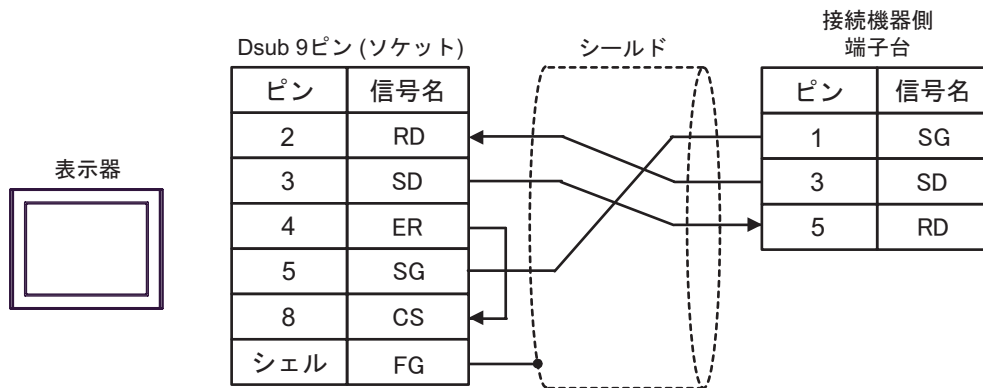 表示器
Dsub 9ピン (ソケット)
ピン 信号名
2 RD
3 SD
4 ER
5 SG
8 CS
シェル FG
シールド
接続機器側
端子台
ピン 信号名
1 SG
3 SD
5 RD